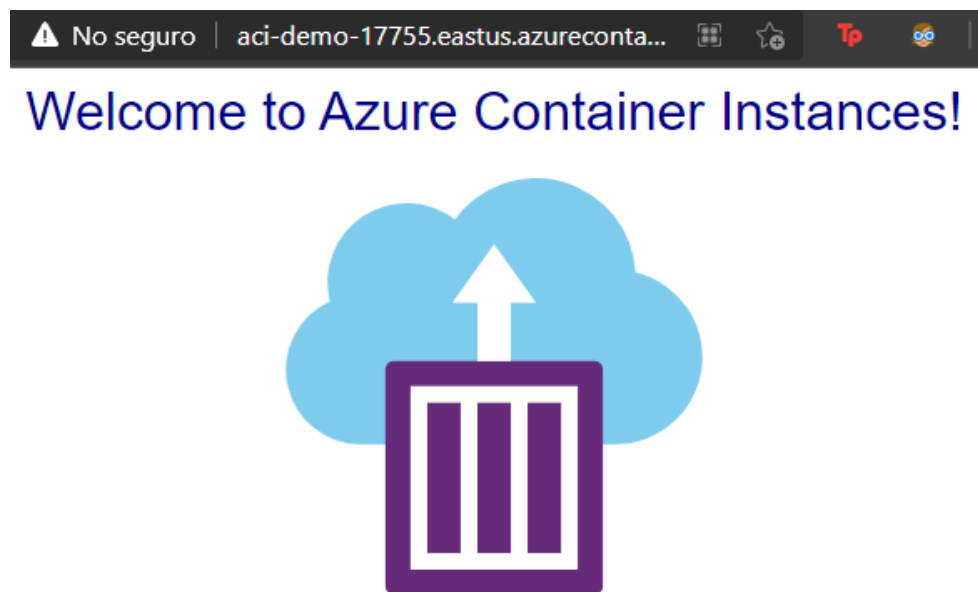 No seguro aci-demo-17755.eastus.azureconta...
Tp
Welcome to Azure Container Instances!